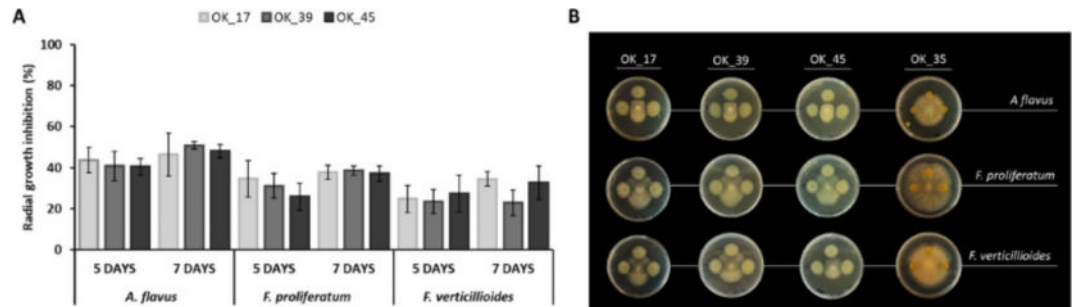 A
OK_17 OK_39 OK_45
Radial growth inhibition (%)
100
80
60
40
20
0
5 DAYS 7 DAYS 5 DAYS 7 DAYS 5 DAYS 7 DAYS
A. flavus F. proliferatum F. verticillioides
B
OK_17 OK_39 OK_45 OK_35
A flavus
F. proliferatum
F. verticillioides